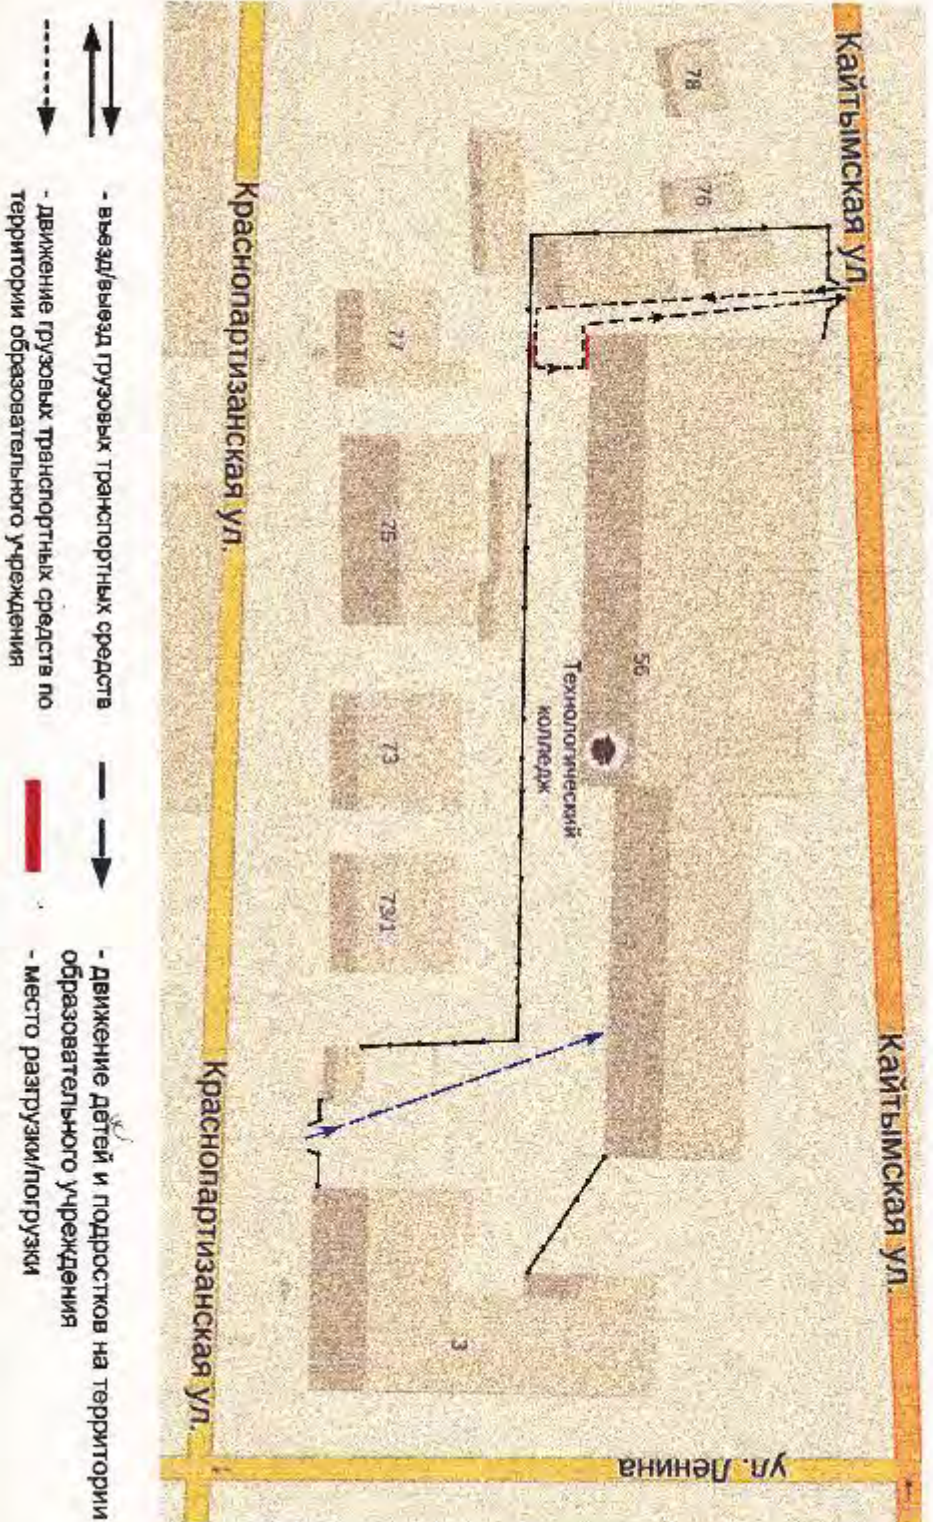 Кайтымская ул.
Кайтымская ул.
78
76
56
Технологический
колледж
77
75
73
73/1
3
ул. Ленина
Краснопартизанская ул.
Краснопартизанская ул.
- въезд/выезд грузовых транспортных средств
- движение грузовых транспортных средств по
территории образовательного учреждения
- движение детей и подростков на территории
образовательного учреждения
- место разгрузки/погрузки